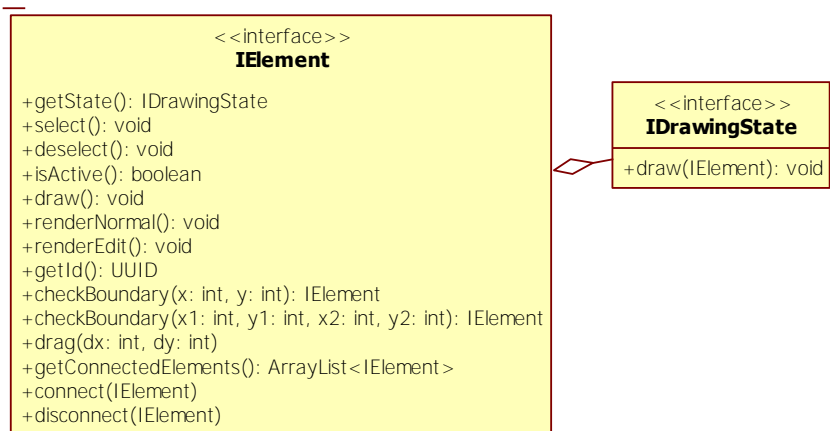 <<interface>>
IElement
+getState(): IDrawingState
+select(): void
+deselect(): void
+isActive(): boolean
+draw(): void
+renderNormal(): void
+renderEdit(): void
+getId(): UUID
+checkBoundary(x: int, y: int): IElement
+checkBoundary(x1: int, y1: int, x2: int, y2: int): IElement
+drag(dx: int, dy: int)
+getConnectedElements(): ArrayList<IElement>
+connect(IElement)
+disconnect(IElement)
<<interface>>
IDrawingState
+draw(IElement): void